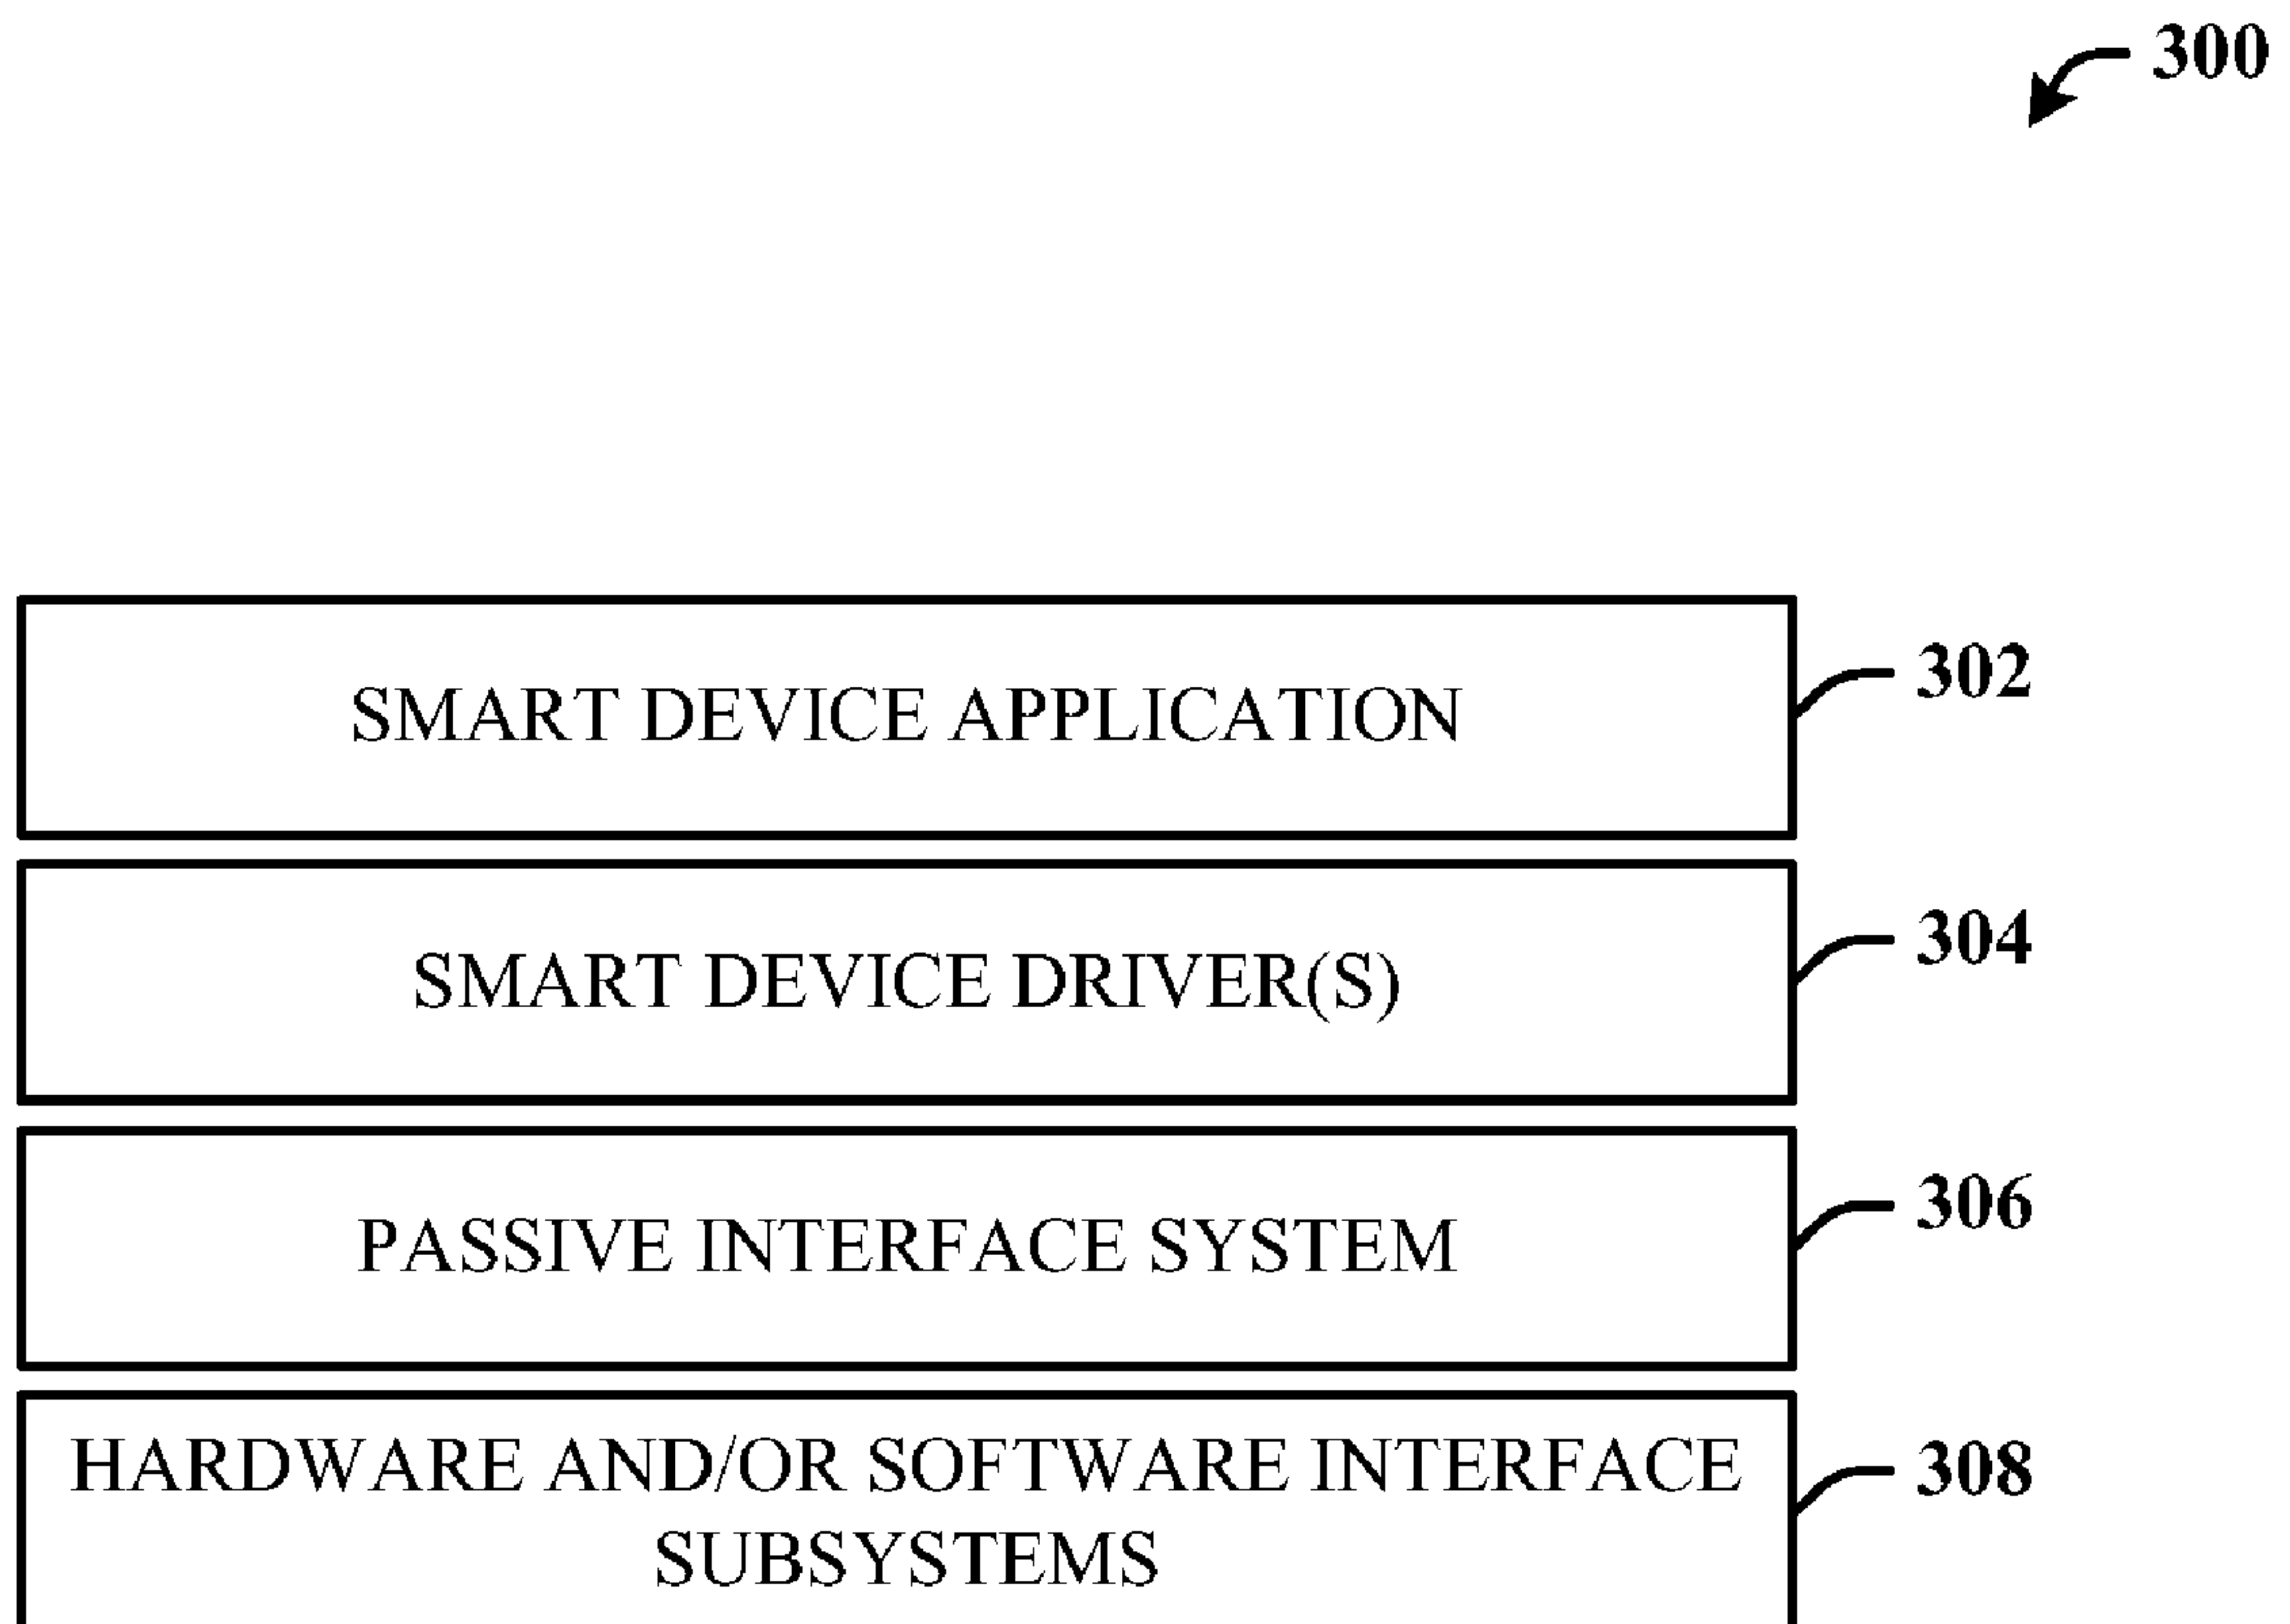 300
SMART DEVICE APPLICATION
302
SMART DEVICE DRIVER(S)
304
PASSIVE INTERFACE SYSTEM
306
HARDWARE AND/OR SOFTWARE INTERFACE
SUBSYSTEMS
308